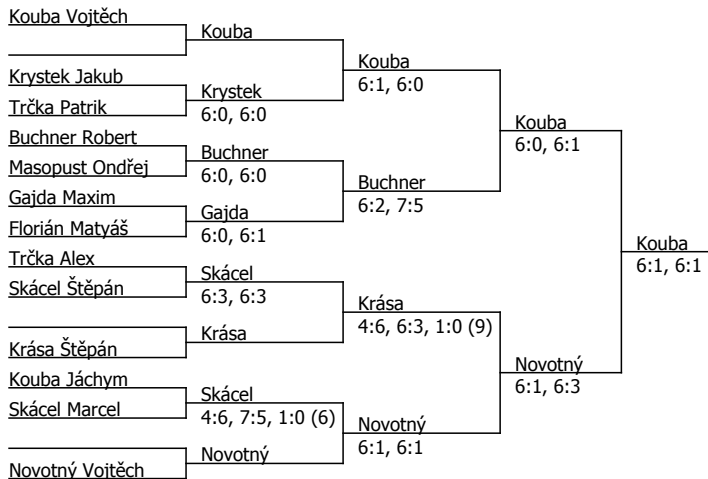 Kouba Vojtěch
Kouba
Krystek Jakub
Kouba
6:1, 6:0
Krystek
6:0, 6:0
Trčka Patrik
Kouba
6:0, 6:1
Buchner Robert
Buchner
6:0, 6:0
Masopust Ondřej
Buchner
6:2, 7:5
Gajda Maxim
Gajda
6:0, 6:1
Florián Matyáš
Kouba
6:1, 6:1
Trčka Alex
Skácel
6:3, 6:3
Skácel Štěpán
Krása
4:6, 6:3, 1:0 (9)
Krása
Krása Štěpán
Novotný
6:1, 6:3
Kouba Jáchym
Skácel
4:6, 7:5, 1:0 (6)
Skácel Marcel
Novotný
6:1, 6:1
Novotný
Novotný Vojtěch